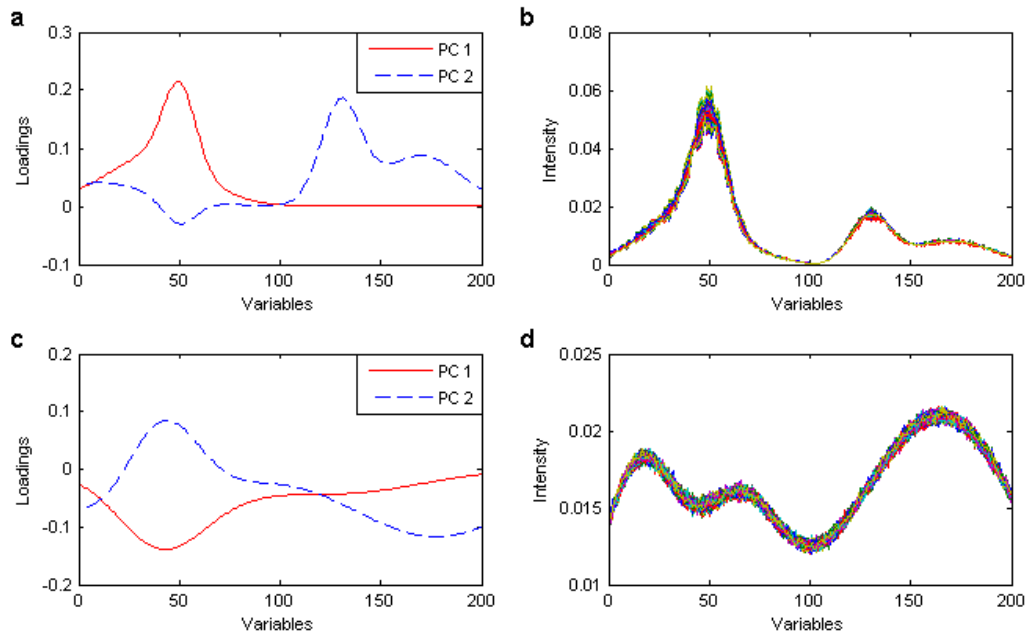 a
0.3
0.2
0.1
0
-0.1
Loadings
0 50 100 150 200
Variables
PC 1
PC 2
b
0.08
0.06
0.04
0.02
0
Intensity
0 50 100 150 200
Variables
c
0.2
0.1
0
-0.1
-0.2
Loadings
0 50 100 150 200
Variables
PC 1
PC 2
d
0.025
0.02
0.015
0.01
Intensity
0 50 100 150 200
Variables